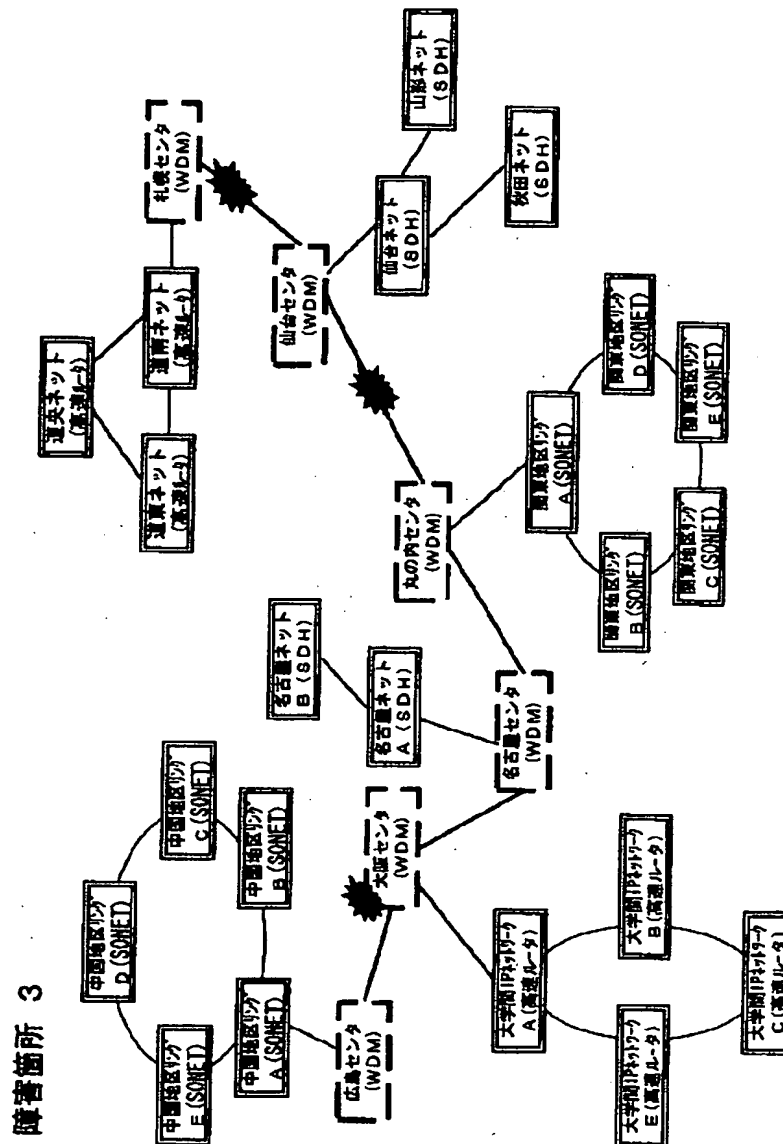 障害箇所 3
中国地区リング
D (SONET)
中国地区リング
E (SONET)
中国地区リング
C (SONET)
中国地区リング
A (SONET)
中国地区リング
B (SONET)
広島センタ
(WDM)
大阪センタ
(WDM)
大学間IPネットワーク
A (高速ルータ)
大学間IPネットワーク
E (高速ルータ)
大学間IPネットワーク
B (高速ルータ)
大学間IPネットワーク
C (高速ルータ)
名古屋ネット
B (SDH)
名古屋ネット
A (SDH)
名古屋センタ
(WDM)
丸の内センタ
(WDM)
関東地区リング
A (SONET)
関東地区リング
B (SONET)
関東地区リング
D (SONET)
関東地区リング
C (SONET)
関東地区リング
E (SONET)
道央ネット
(高速ルータ)
道東ネット
(高速ルータ)
道南ネット
(高速ルータ)
札幌センタ
(WDM)
仙台センタ
(WDM)
仙台ネット
(SDH)
山形ネット
(SDH)
秋田ネット
(SDH)